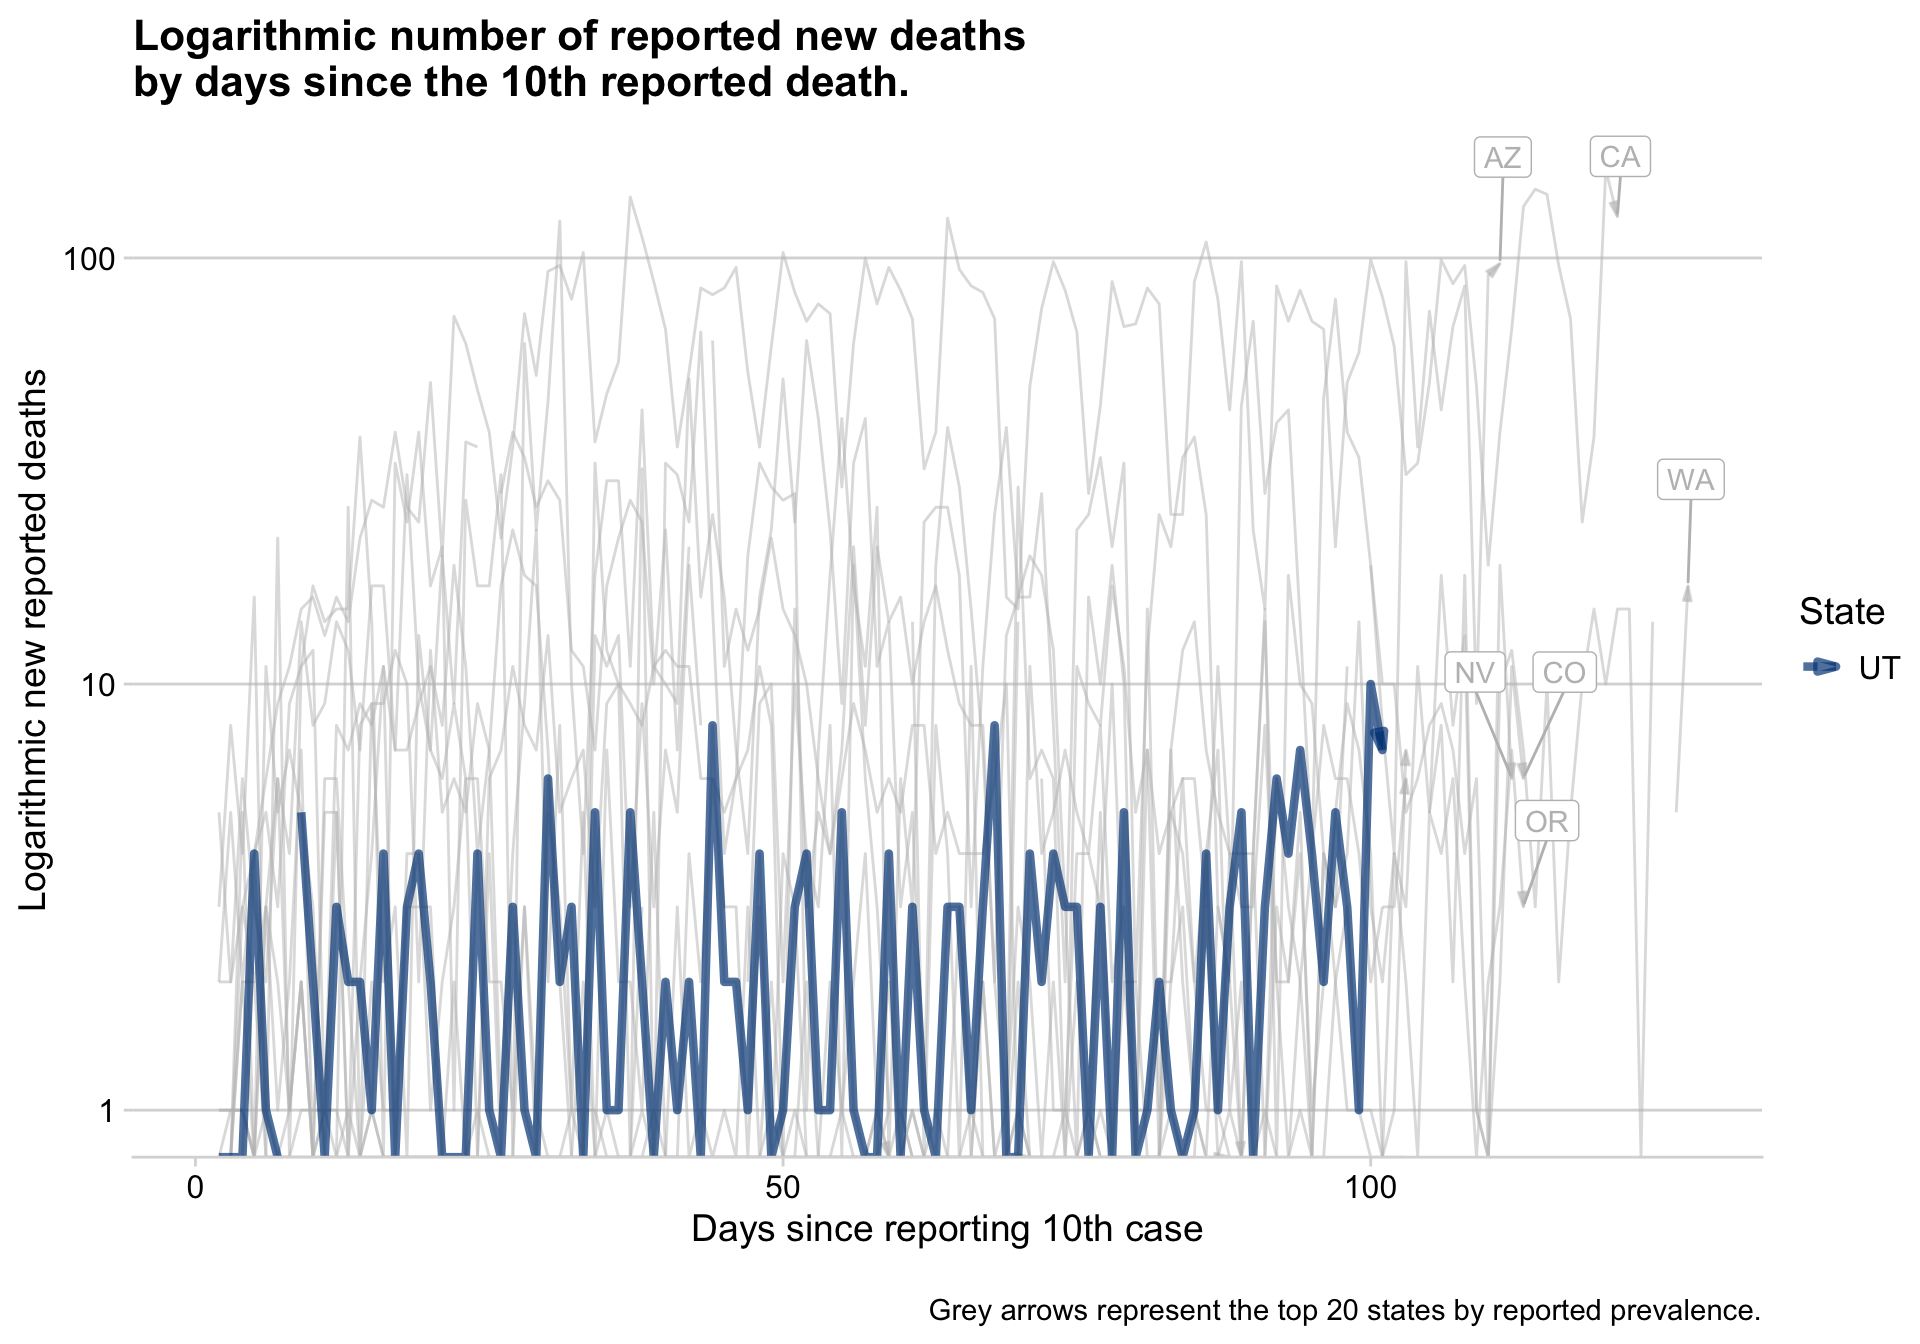 Logarithmic number of reported new deaths
by days since the 10th reported death.
AZ
CA
100
WA
10
NV
CO
OR
1
Logarithmic new reported deaths
0
50
100
Days since reporting 10th case
State
UT
Grey arrows represent the top 20 states by reported prevalence.